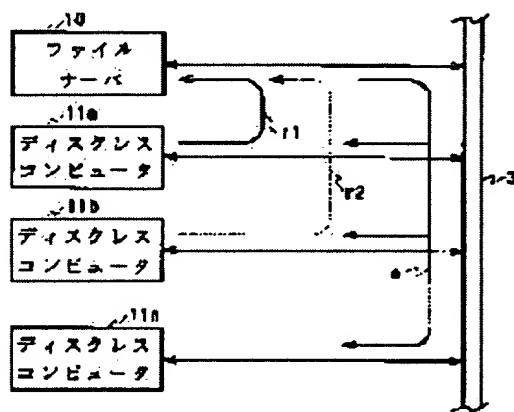 10
ファイル
サーバ
11a
ディスクレス
コンピュータ
r1
11b
ディスクレス
コンピュータ
r2
3
a
11n
ディスクレス
コンピュータ